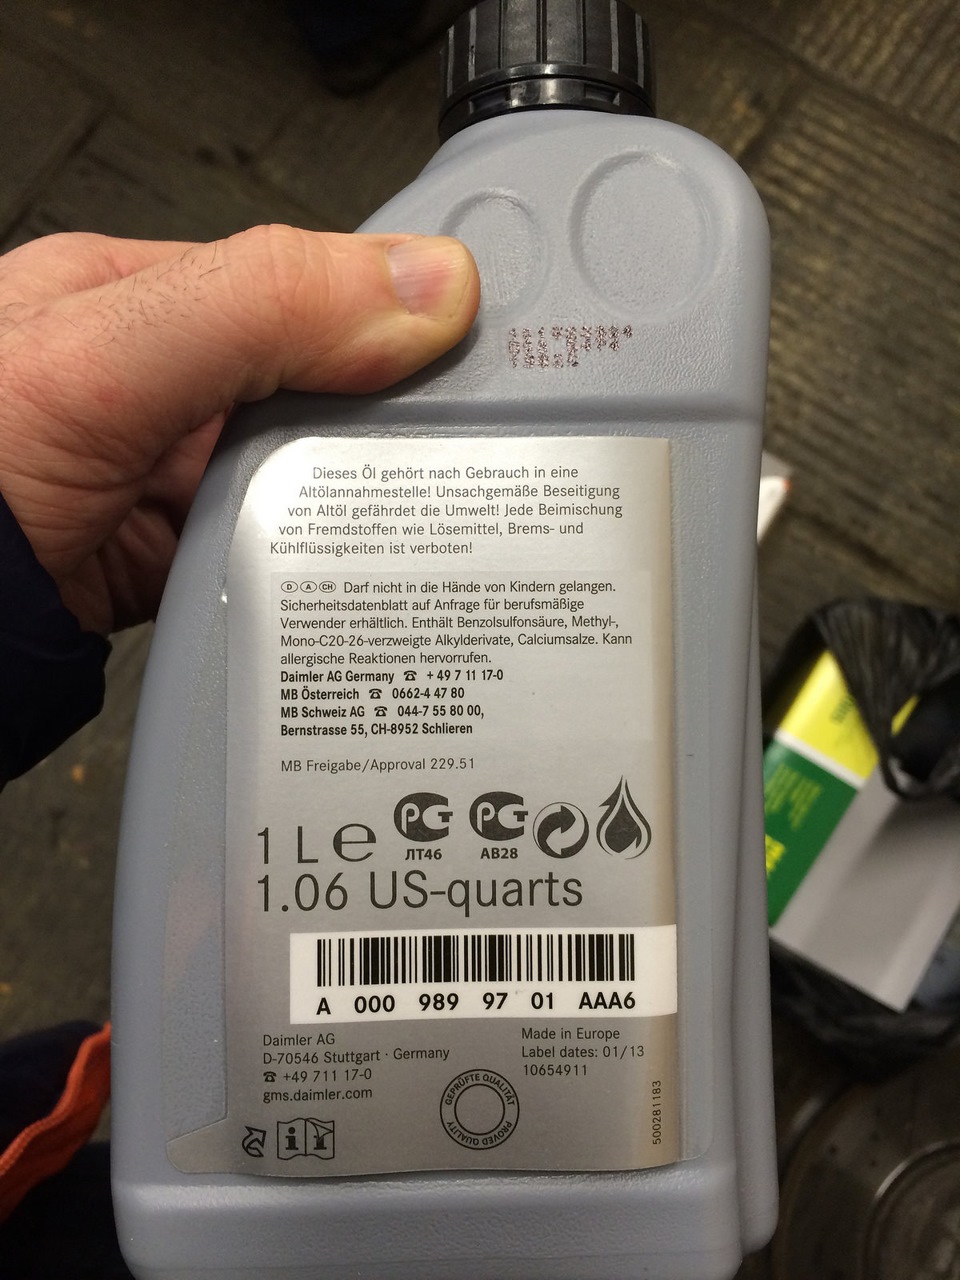 Dieses Öl gehört nach Gebrauch in eine
Altölannahmestelle! Unsachgemäße Beseitigung
von Altöl gefährdet die Umwelt! Jede Beimischung
von Fremdstoffen wie Lösemittel, Brems- und
Kühlflüssigkeiten ist verboten!
D A CH Darf nicht in die Hände von Kindern gelangen.
Sicherheitsdatenblatt auf Anfrage für berufsmäßige
Verwender erhältlich. Enthält Benzolsulfonsäure, Methyl-,
Mono-C20-26-verzweigte Alkylderivate, Calciumsalze. Kann
allergische Reaktionen hervorrufen.
Daimler AG Germany ☎ + 49 7 11 17-0
MB Österreich ☎ 0662-4 47 80
MB Schweiz AG ☎ 044-7 55 80 00,
Bernstrasse 55, CH-8952 Schlieren
MB Freigabe/Approval 229.51
1 L e
ЛТ46 АВ28
1.06 US-quarts
A 000 989 97 01 AAA6
Daimler AG
D-70546 Stuttgart · Germany
☎ +49 711 17-0
gms.daimler.com
Made in Europe
Label dates: 01/13
10654911
GEPRÜFTE QUALITÄT
PROVED QUALITY
500281183